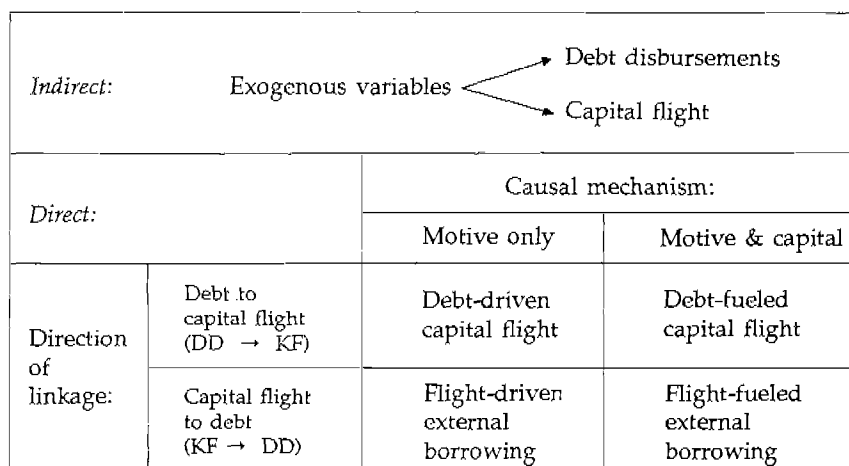 Debt disbursements
Indirect: Exogenous variables
Capital flight
Causal mechanism:
Direct:
Motive only Motive & capital
Debt to
capital flight
(DD → KF)
Debt-driven
capital flight
Debt-fueled
capital flight
Direction
of
linkage:
Capital flight
to debt
(KF → DD)
Flight-driven
external
borrowing
Flight-fueled
external
borrowing